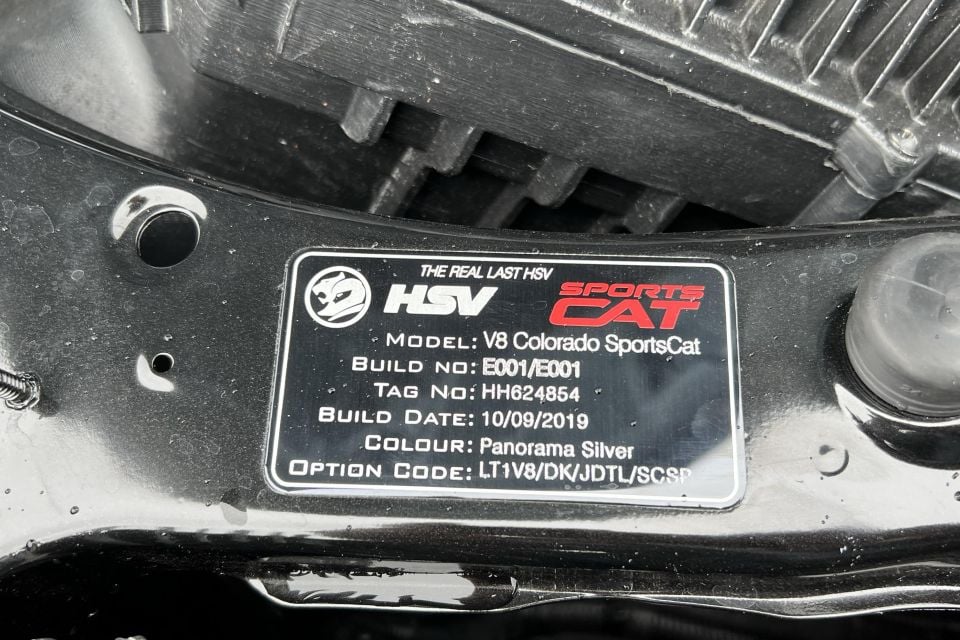 THE REAL LAST HSV
HSV SPORTS CAT
MODEL: V8 Colorado SportsCat
BUILD NO: E001/E001
TAG NO: HH624854
BUILD DATE: 10/09/2019
COLOUR: Panorama Silver
OPTION CODE: LT1V8/DK/JDTL/SCSP